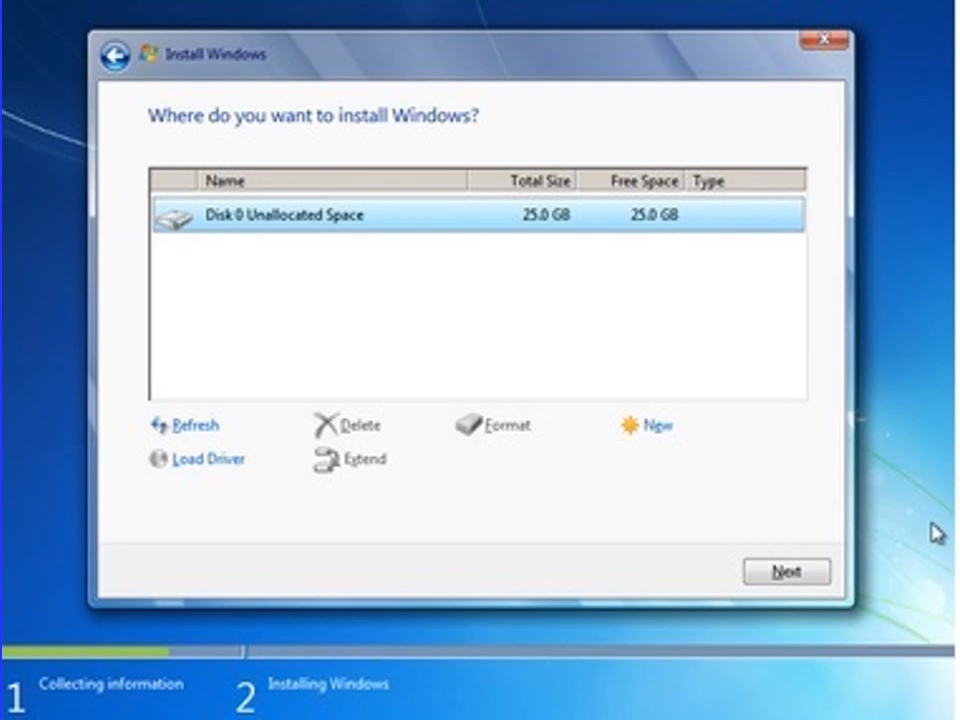 Install Windows
Where do you want to install Windows?
Name Total Size Free Space Type
Disk 0 Unallocated Space 25.0 GB 25.0 GB
Refresh Delete Format New
Load Driver Extend
Next
1 Collecting information 2 Installing Windows